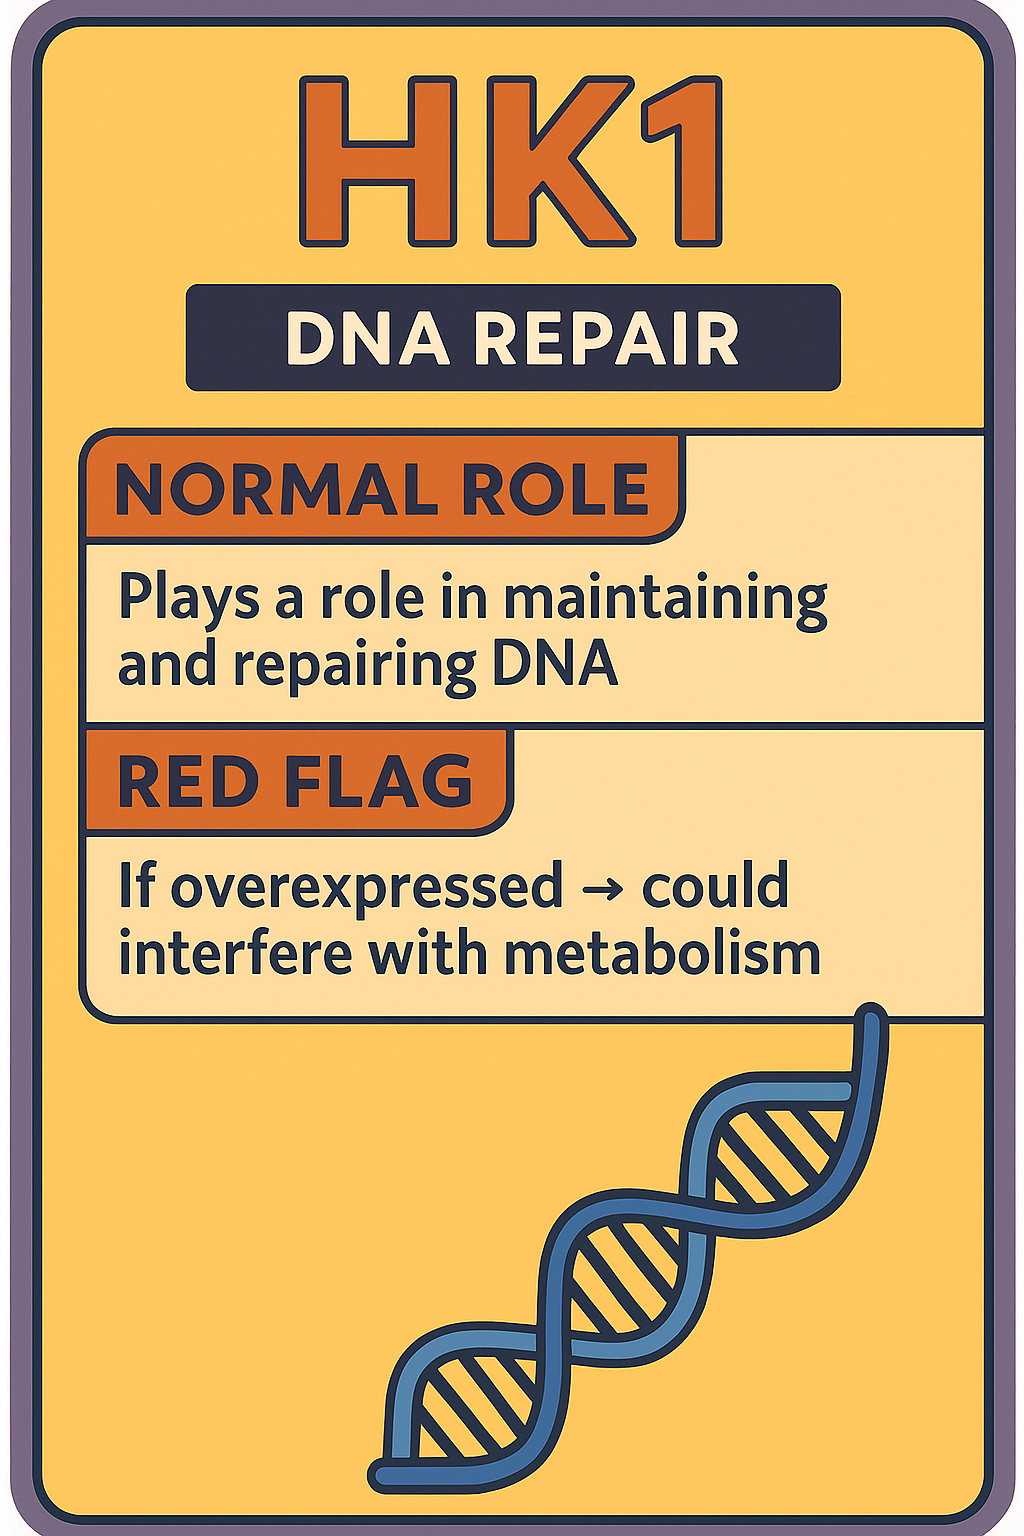 HK1
DNA REPAIR
NORMAL ROLE
Plays a role in maintaining
and repairing DNA
RED FLAG
If overexpressed → could
interfere with metabolism